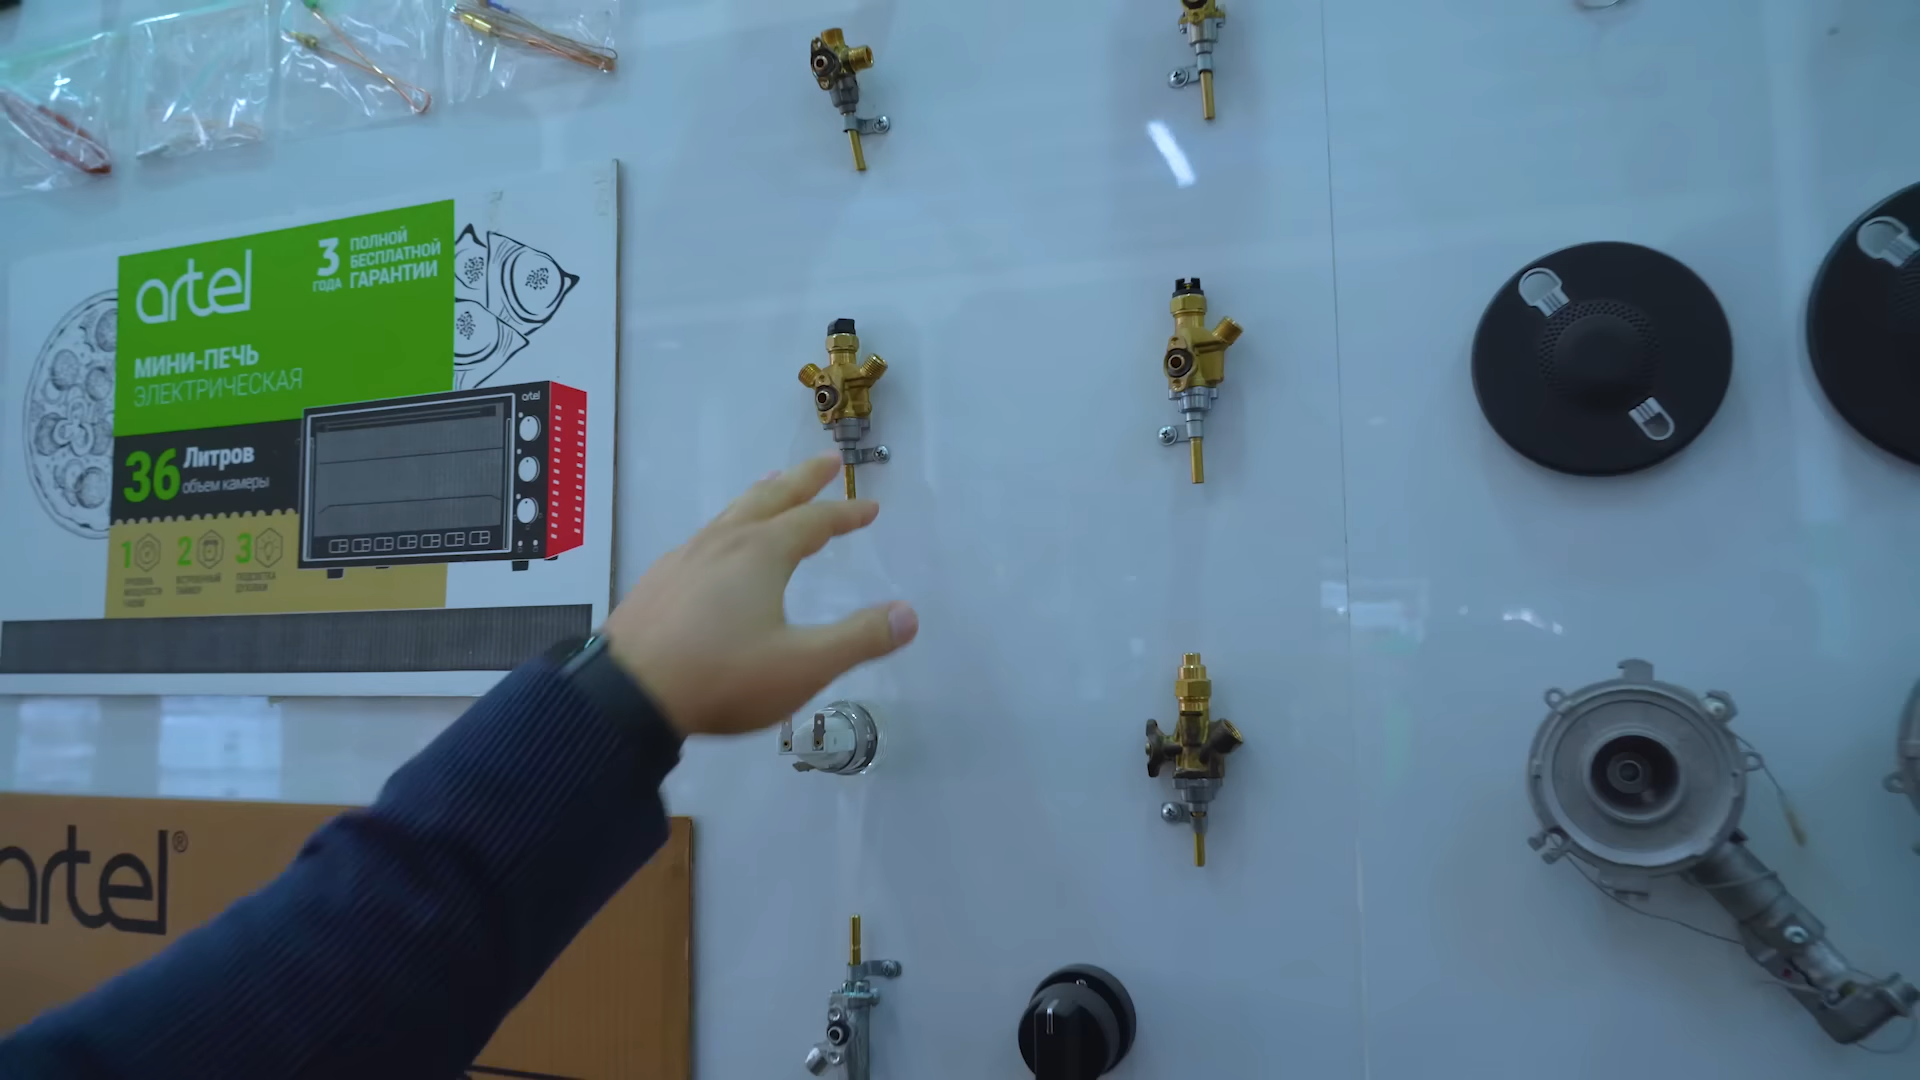 artel
3 ПОЛНОЙ
ГОДА БЕСПЛАТНОЙ
ГАРАНТИИ
МИНИ-ПЕЧЬ
ЭЛЕКТРИЧЕСКАЯ
36 Литров
объем камеры
artel
1 2 3
artel®